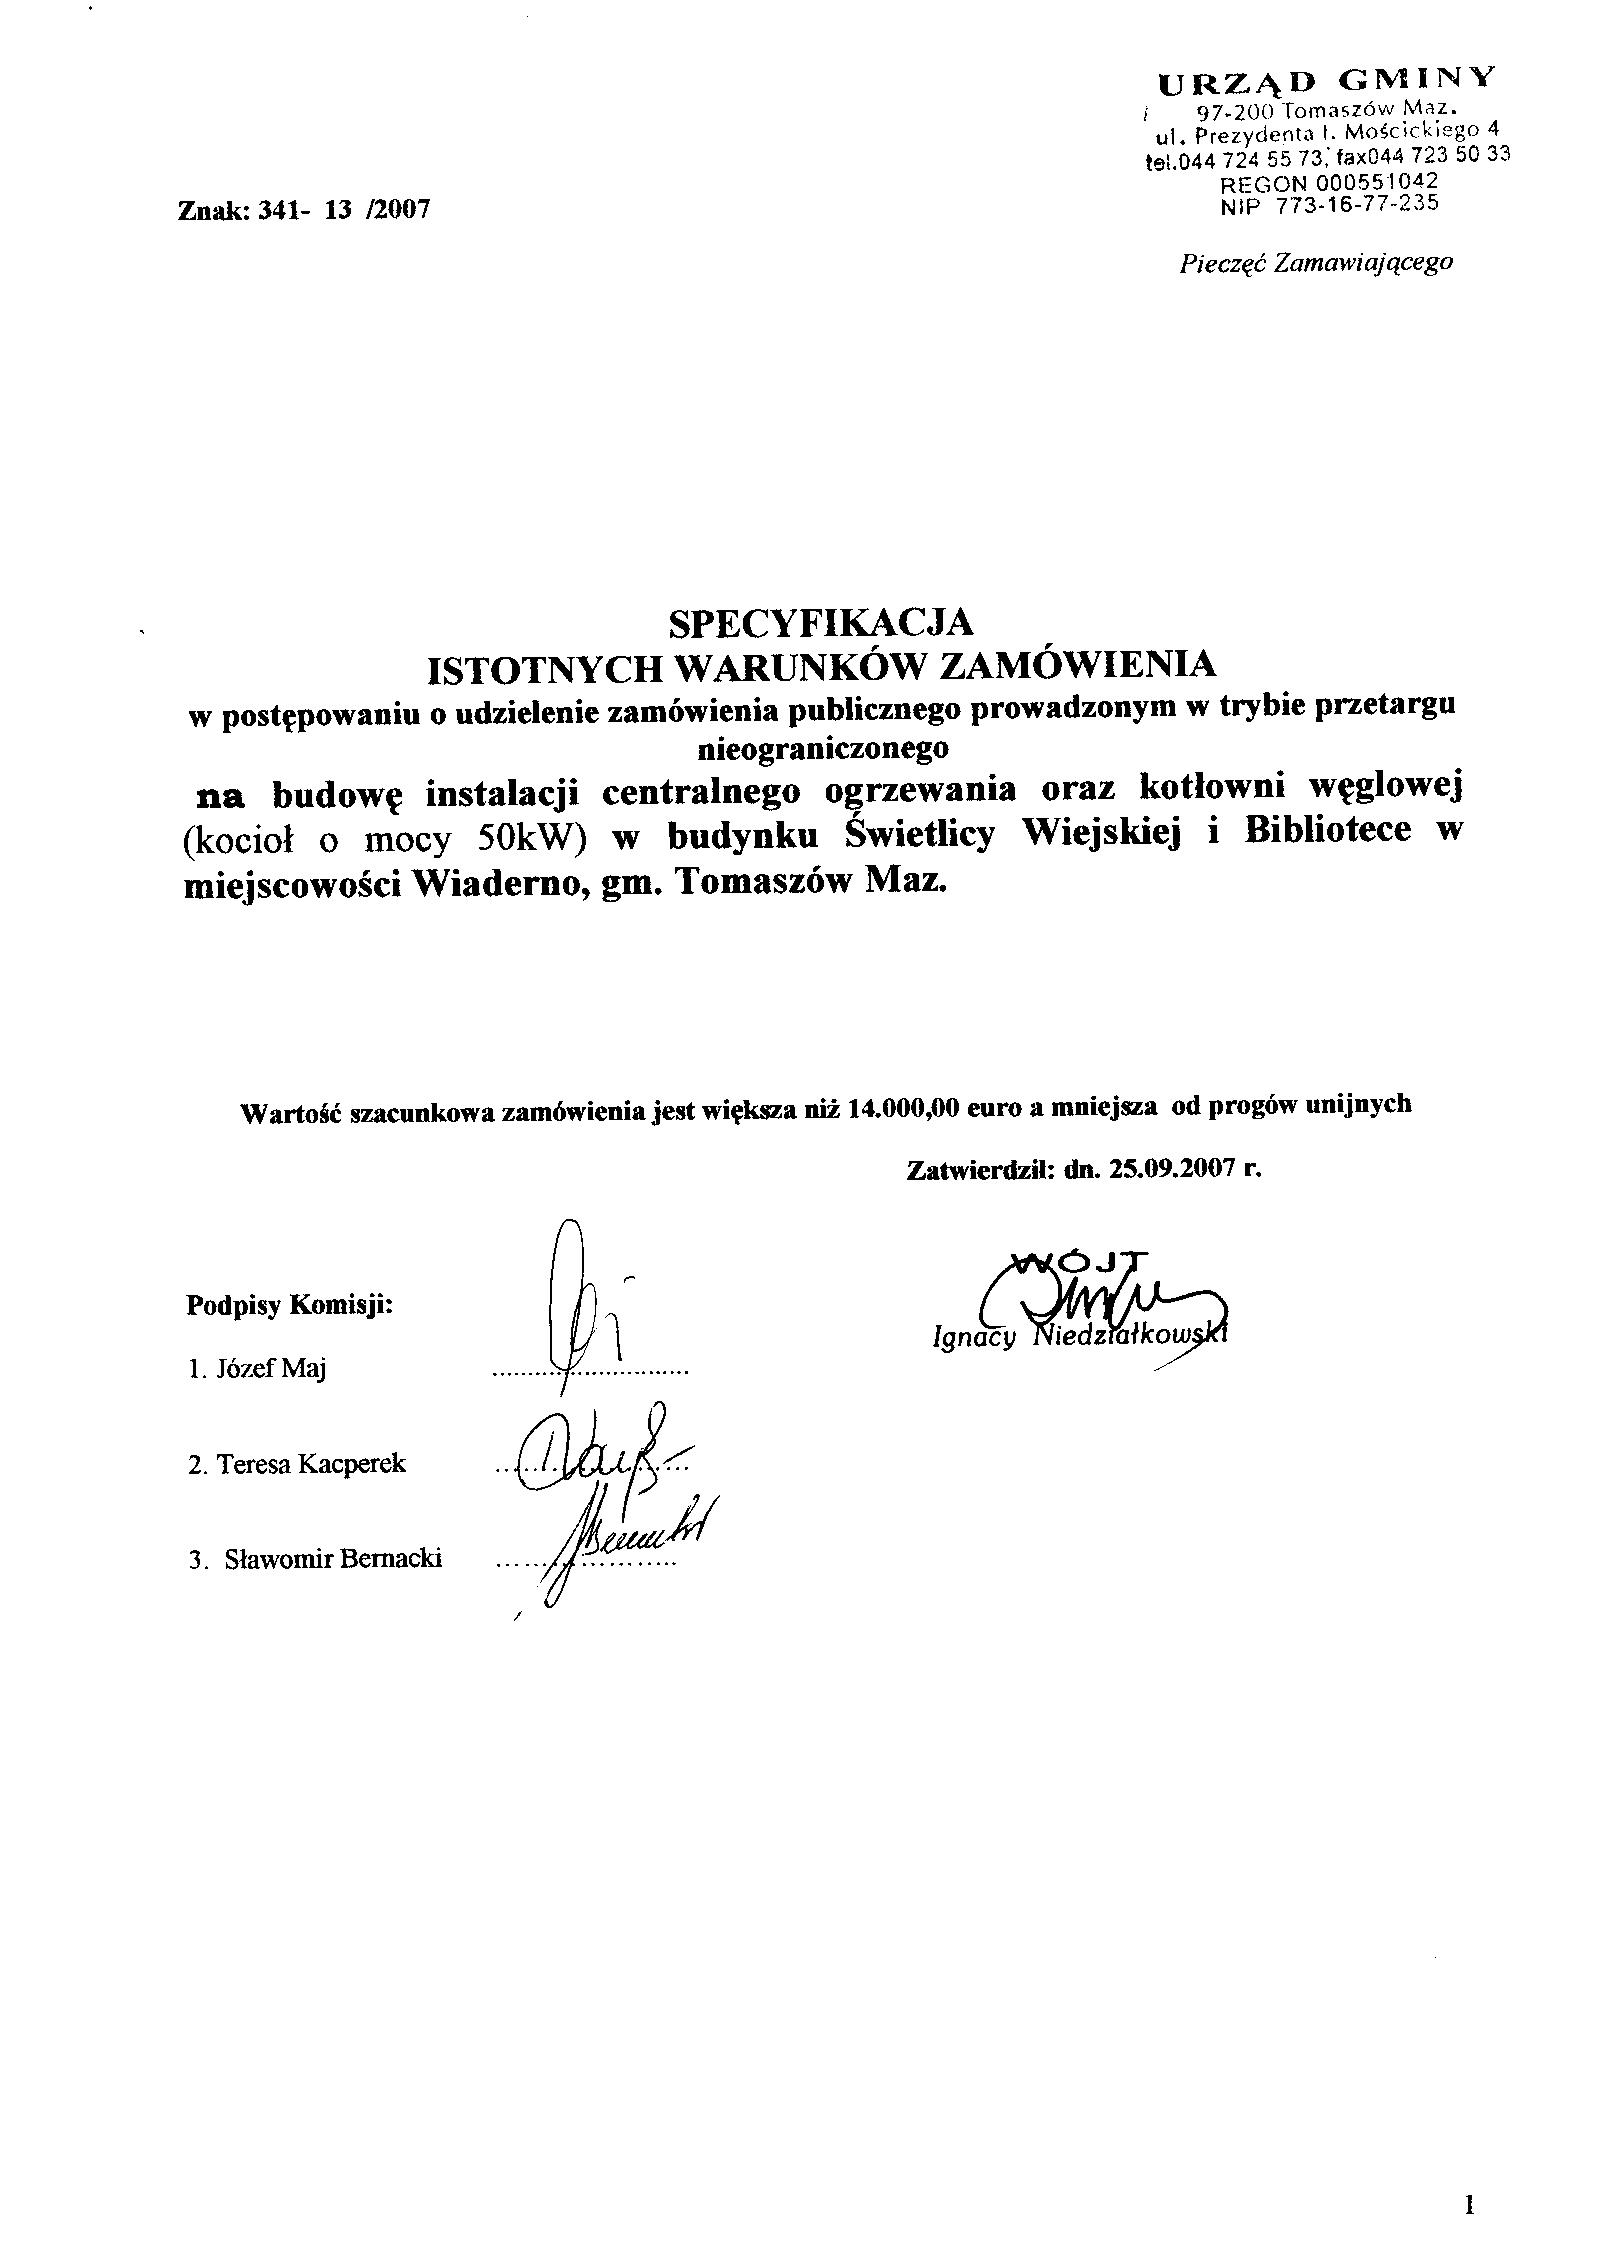 URZĄD GMINY
97-200 Tomaszów Maz.
ul. Prezydenta I. Mościckiego 4
tel.044 724 55 73, fax044 723 50 33
REGON 000551042
NIP 773-16-77-235
Znak: 341- 13 /2007
Pieczęć Zamawiającego
SPECYFIKACJA
ISTOTNYCH WARUNKÓW ZAMÓWIENIA
w postępowaniu o udzielenie zamówienia publicznego prowadzonym w trybie przetargu
nieograniczonego
na budowę instalacji centralnego ogrzewania oraz kotłowni węglowej
(kocioł o mocy 50kW) w budynku Świetlicy Wiejskiej i Bibliotece w
miejscowości Wiaderno, gm. Tomaszów Maz.
Wartość szacunkowa zamówienia jest większa niż 14.000,00 euro a mniejsza od progów unijnych
Zatwierdził: dn. 25.09.2007 r.
WÓJT
Ignacy Niedziałkowski
Podpisy Komisji:
1. Józef Maj ..............................
2. Teresa Kacperek ..............................
3. Sławomir Bernacki ..............................
1